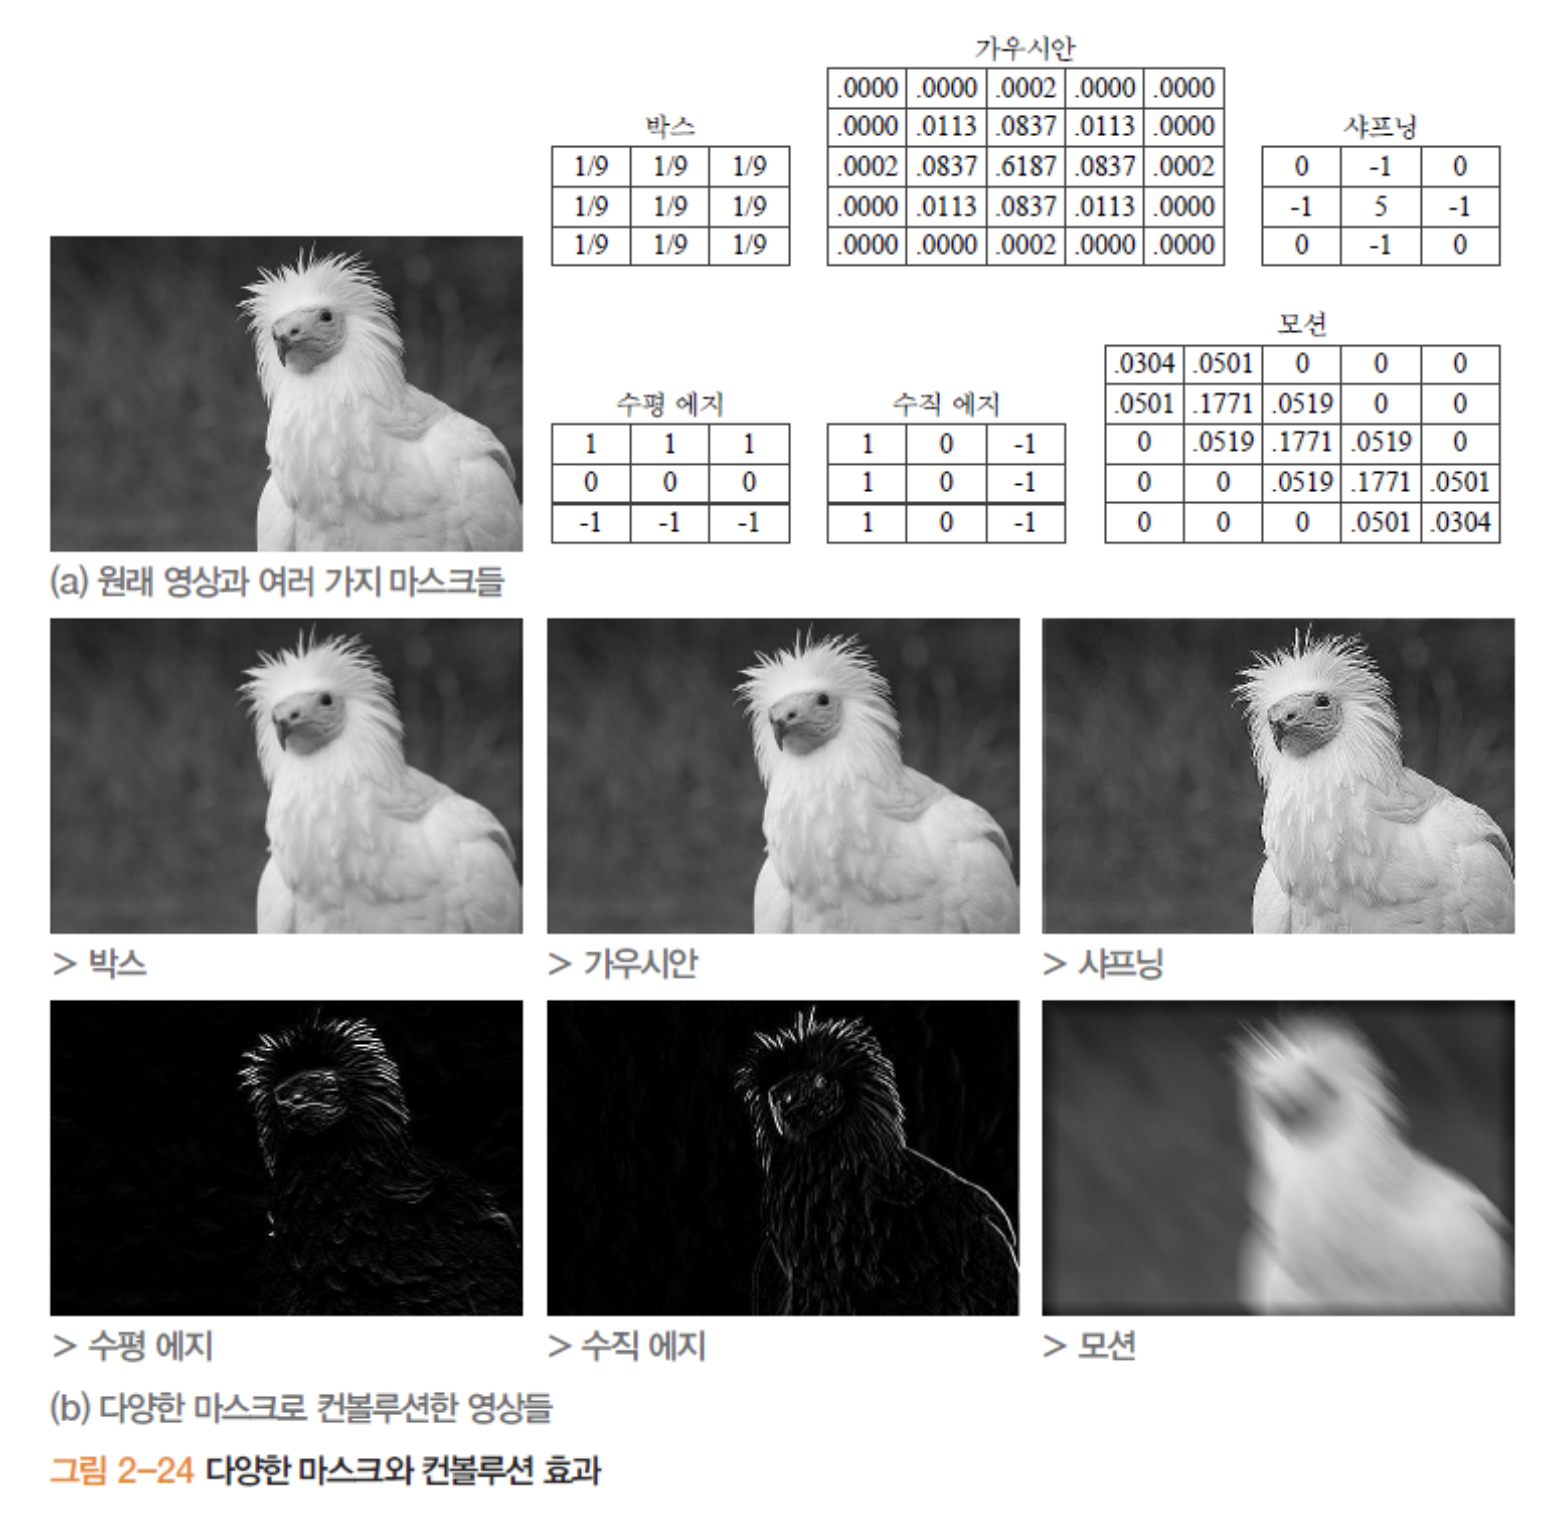 가우시안
.0000 .0000 .0002 .0000 .0000
.0000 .0113 .0837 .0113 .0000
.0002 .0837 .6187 .0837 .0002
.0000 .0113 .0837 .0113 .0000
.0000 .0000 .0002 .0000 .0000
박스
1/9 1/9 1/9
1/9 1/9 1/9
1/9 1/9 1/9
샤프닝
0 -1 0
-1 5 -1
0 -1 0
수평 에지
1 1 1
0 0 0
-1 -1 -1
수직 에지
1 0 -1
1 0 -1
1 0 -1
모션
.0304 .0501 0 0 0
.0501 .1771 .0519 0 0
0 .0519 .1771 .0519 0
0 0 .0519 .1771 .0501
0 0 0 .0501 .0304
(a) 원래 영상과 여러 가지 마스크들
> 박스
> 가우시안
> 샤프닝
> 수평 에지
> 수직 에지
> 모션
(b) 다양한 마스크로 컨볼루션한 영상들
그림 2-24 다양한 마스크와 컨볼루션 효과